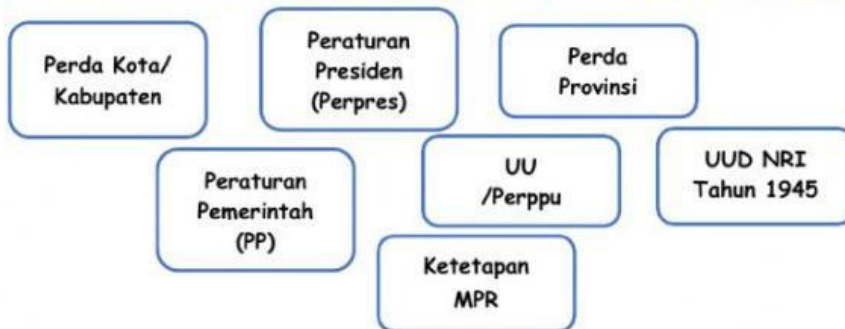 Perda Kota/
Kabupaten
Peraturan
Presiden
(Perpres)
Perda
Provinsi
Peraturan
Pemerintah
(PP)
UU
/Perppu
UUD NRI
Tahun 1945
Ketetapan
MPR